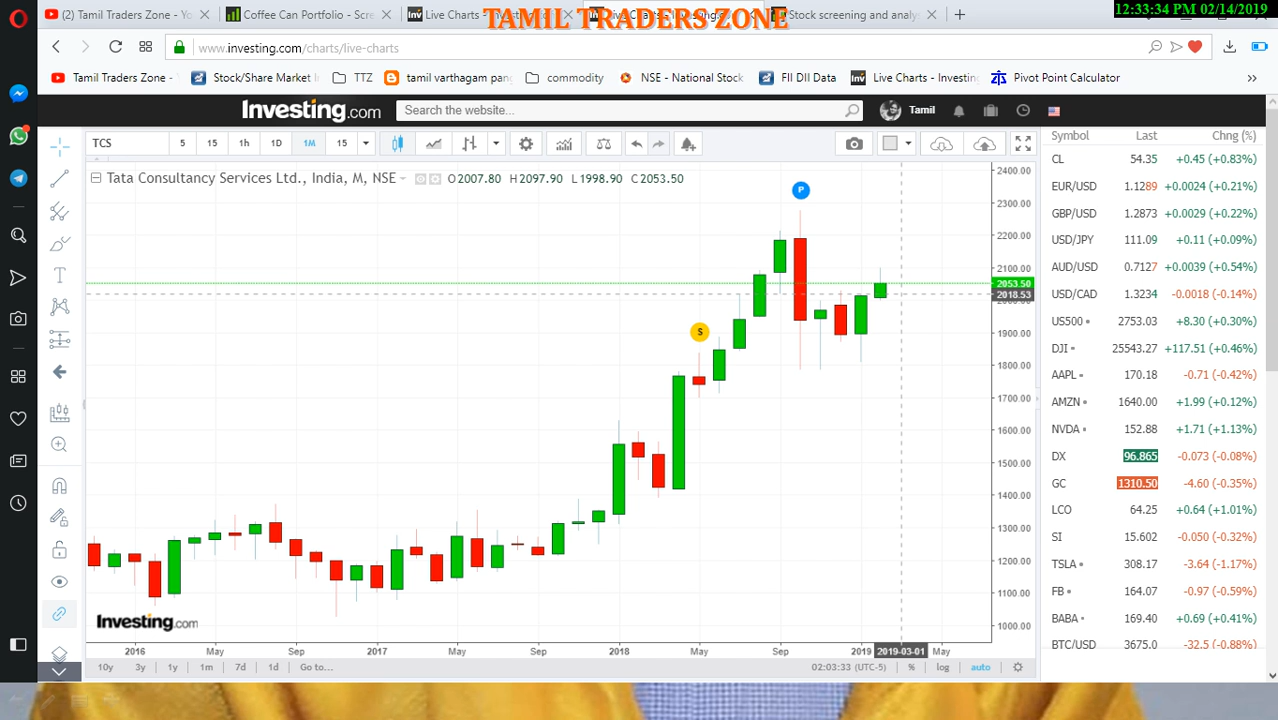 12:33:34 PM 02/14/2019
TAMIL TRADERS ZONE
(2) Tamil Traders Zone - Yo
Coffee Can Portfolio - Scre
Live Charts - Investing.co
Stock screening and analys
www.investing.com/charts/live-charts
Tamil Traders Zone -
Stock/Share Market
TTZ
tamil varthagam pan
commodity
NSE - National Stock
FII DII Data
Live Charts - Investin
Pivot Point Calculator
Investing.com
Search the website...
Tamil
TCS
5 15 1h 1D 1M 15
Symbol Last Chng (%)
Tata Consultancy Services Ltd., India, M, NSE O2007.80 H2097.90 L1998.90 C2053.50
P
S
2400.00
2300.00
2200.00
2100.00
2053.50
2018.53
1900.00
1800.00
1700.00
1600.00
1500.00
1400.00
1300.00
1200.00
1100.00
1000.00
CL 54.35 +0.45 (+0.83%)
EUR/USD 1.1289 +0.0024 (+0.21%)
GBP/USD 1.2873 +0.0029 (+0.22%)
USD/JPY 111.09 +0.11 (+0.09%)
AUD/USD 0.7127 +0.0039 (+0.54%)
USD/CAD 1.3234 -0.0018 (-0.14%)
US500 2753.03 +8.30 (+0.30%)
DJI 25543.27 +117.51 (+0.46%)
AAPL 170.18 -0.71 (-0.42%)
AMZN 1640.00 +1.99 (+0.12%)
NVDA 152.88 +1.71 (+1.13%)
DX 96.865 -0.073 (-0.08%)
GC 1310.50 -4.60 (-0.35%)
LCO 64.25 +0.64 (+1.01%)
SI 15.602 -0.050 (-0.32%)
TSLA 308.17 -3.64 (-1.17%)
FB 164.07 -0.97 (-0.59%)
BABA 169.40 +0.69 (+0.41%)
BTC/USD 3675.0 -32.5 (-0.88%)
Investing.com
2016 May Sep 2017 May Sep 2018 May Sep 2019 2019-03-01 May
10y 3y 1y 1m 7d 1d Go to... 02:03:33 (UTC-5) % log auto